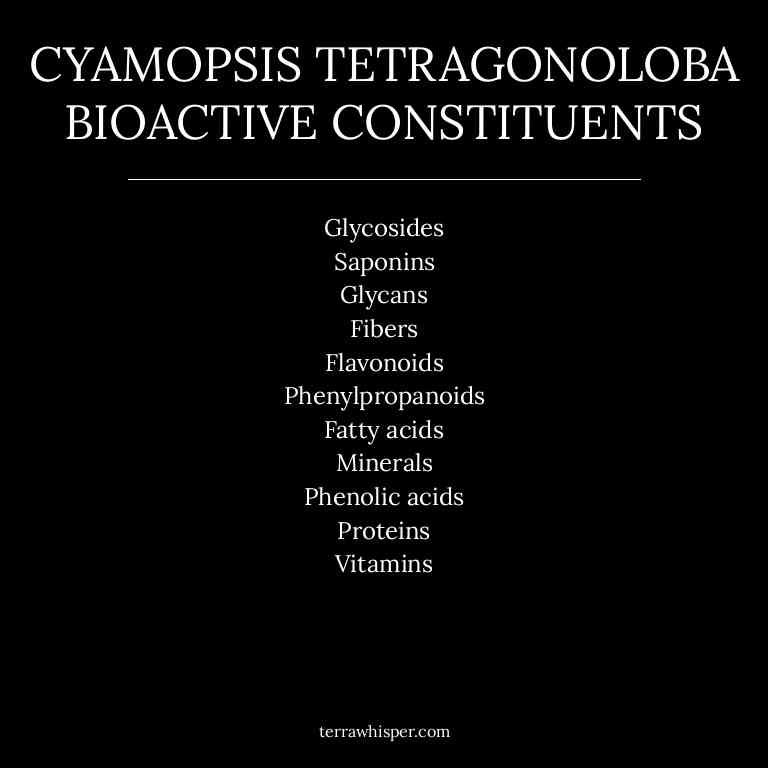 CYAMOPSIS TETRAGONOLOBA
BIOACTIVE CONSTITUENTS
Glycosides
Saponins
Glycans
Fibers
Flavonoids
Phenylpropanoids
Fatty acids
Minerals
Phenolic acids
Proteins
Vitamins
terrawhisper.com